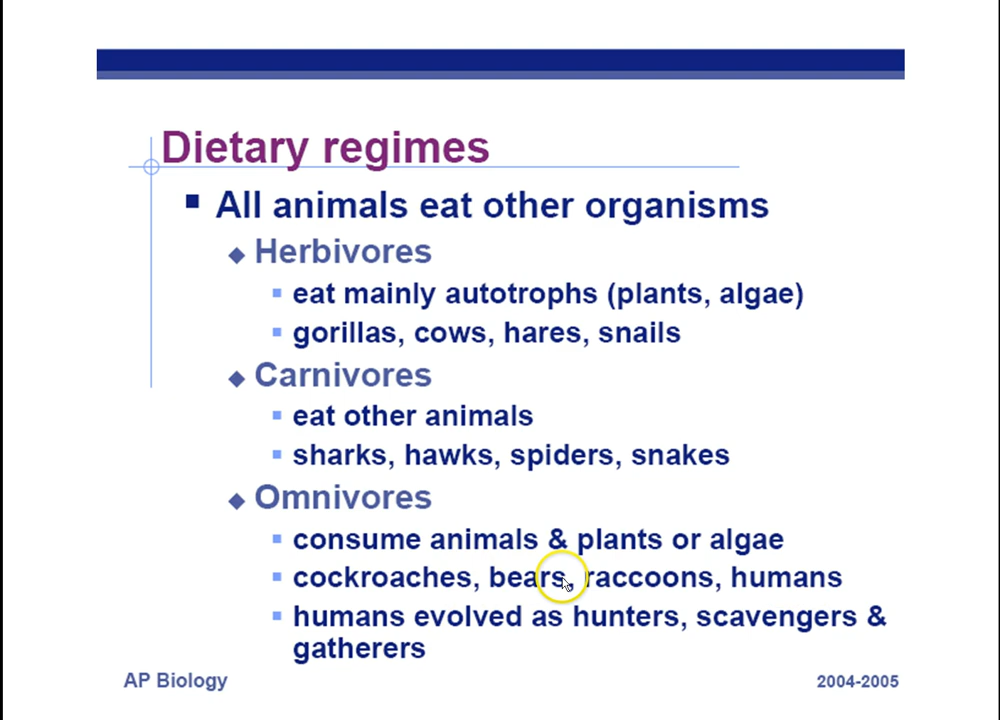 Dietary regimes
All animals eat other organisms
Herbivores
eat mainly autotrophs (plants, algae)
gorillas, cows, hares, snails
Carnivores
eat other animals
sharks, hawks, spiders, snakes
Omnivores
consume animals & plants or algae
cockroaches, bears, raccoons, humans
humans evolved as hunters, scavengers &
gatherers
AP Biology
2004-2005